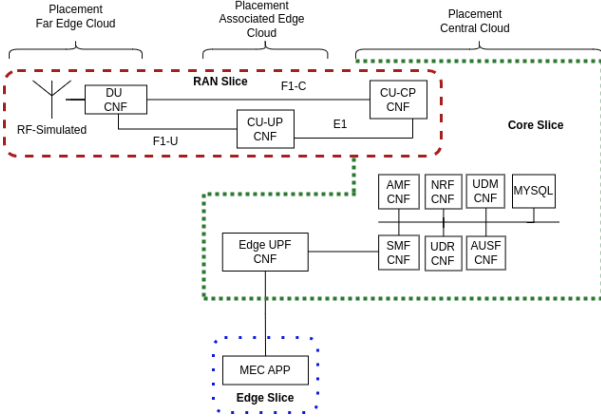 Placement
Far Edge Cloud
Placement
Associated Edge
Cloud
Placement
Central Cloud
RAN Slice
DU
CNF
F1-C
CU-CP
CNF
RF-Simulated
CU-UP
CNF
E1
F1-U
Core Slice
AMF
CNF
NRF
CNF
UDM
CNF
MYSQL
Edge UPF
CNF
SMF
CNF
UDR
CNF
AUSF
CNF
MEC APP
Edge Slice